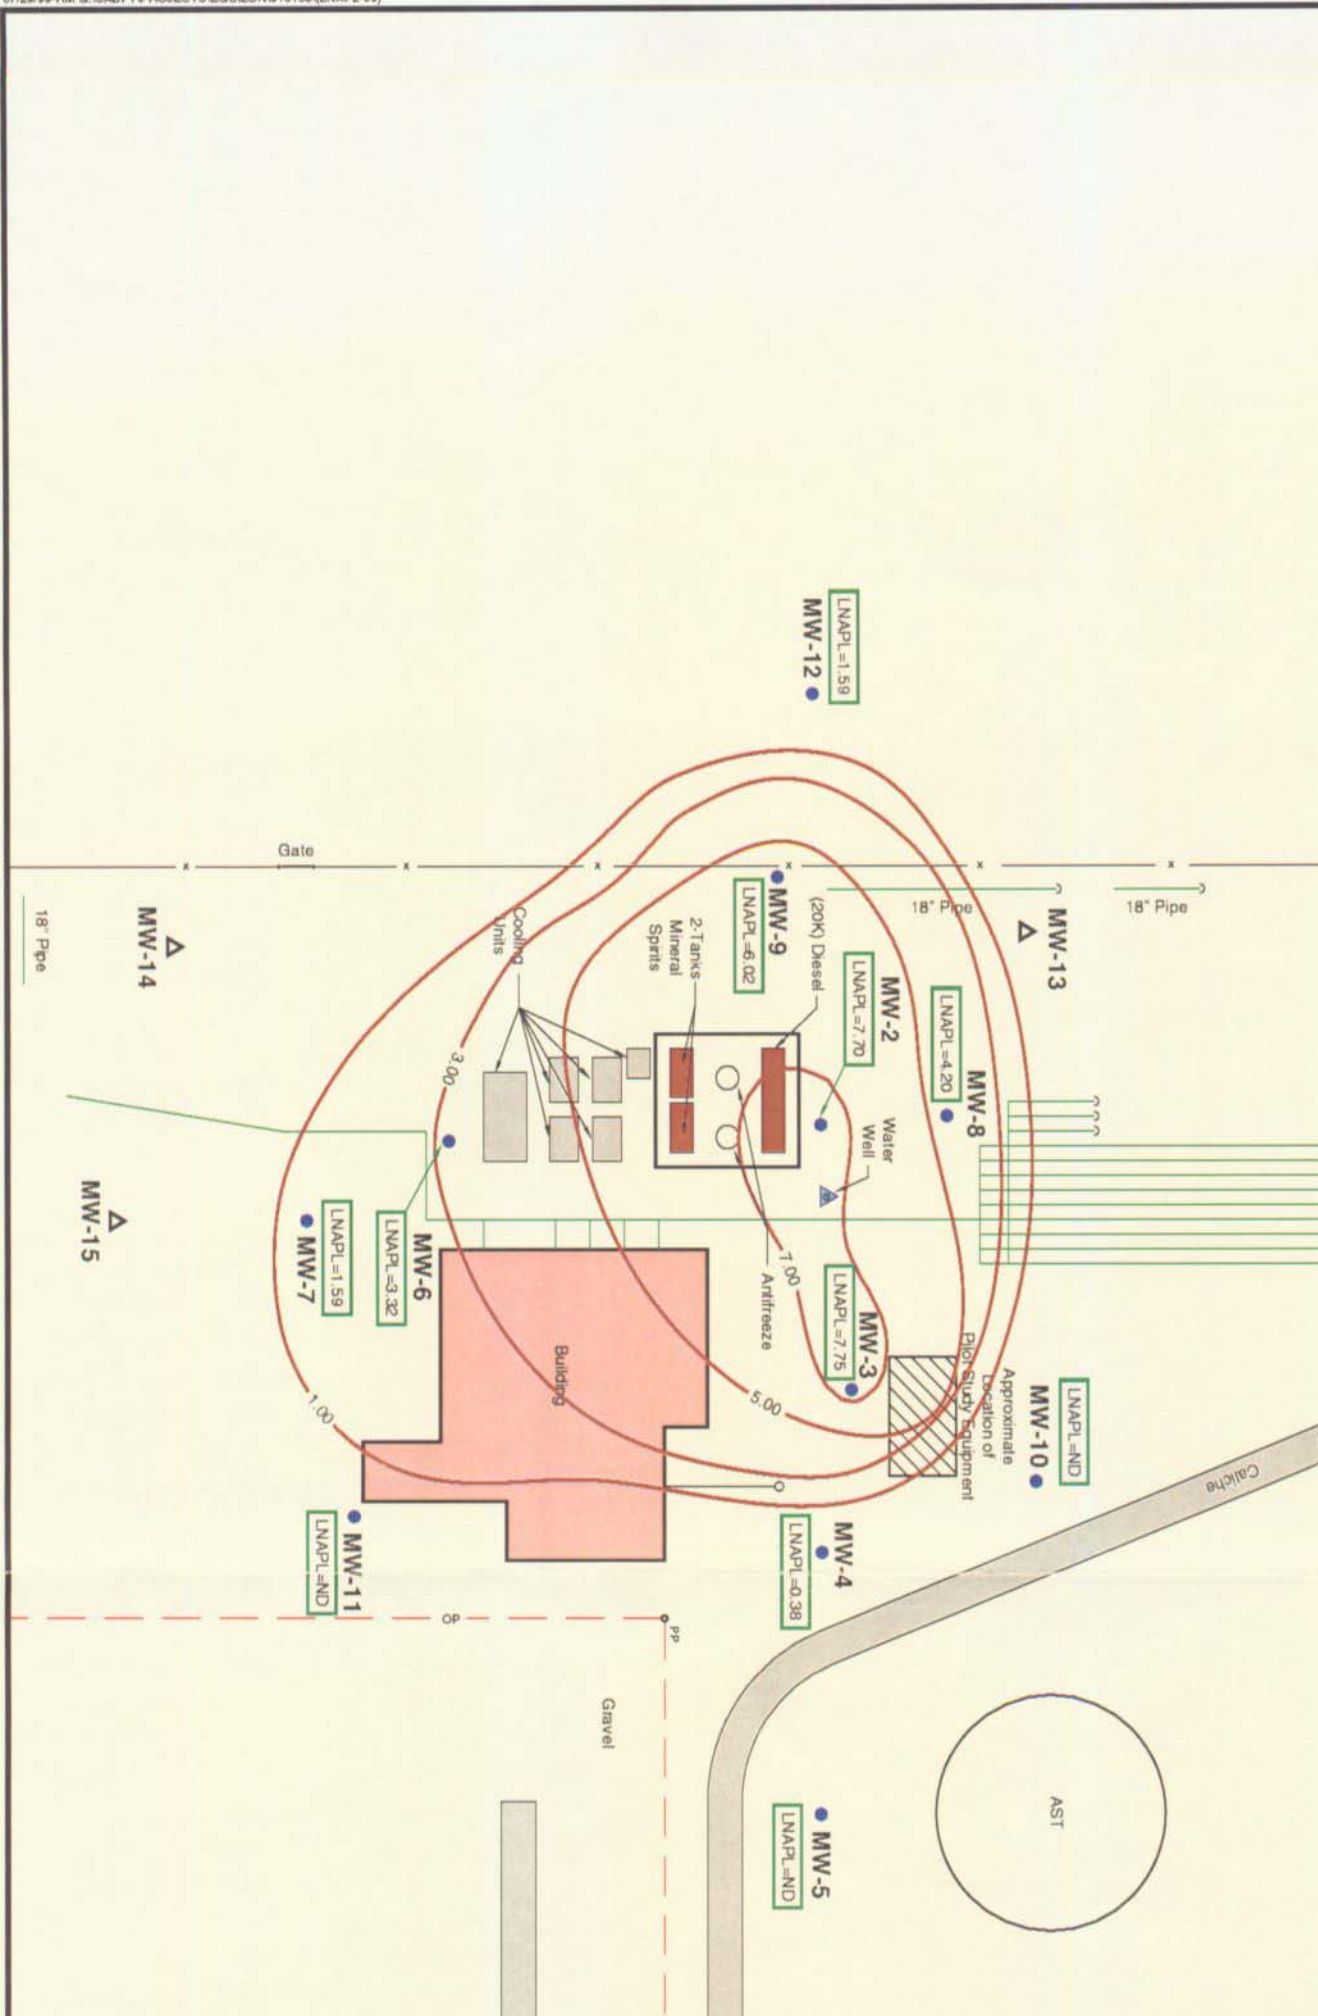 LNAPL=1.59
MW-12
Gate
18" Pipe
18" Pipe
18" Pipe
MW-13
MW-14
MW-15
MW-9
LNAPL=6.02
(20K) Diesel
2-Tanks
Mineral
Spirits
Cooling
Units
MW-2
LNAPL=7.70
LNAPL=4.20
MW-8
Water
Well
3.00
MW-6
LNAPL=3.32
LNAPL=1.59
MW-7
7.00
Antifreeze
MW-3
LNAPL=7.75
5.00
1.00
Building
Approximate
Location of
Pilot Study Equipment
LNAPL=ND
MW-10
Caliche
MW-4
LNAPL=0.38
MW-11
LNAPL=ND
OP
PP
Gravel
MW-5
LNAPL=ND
AST
x
x
x
x
x
x